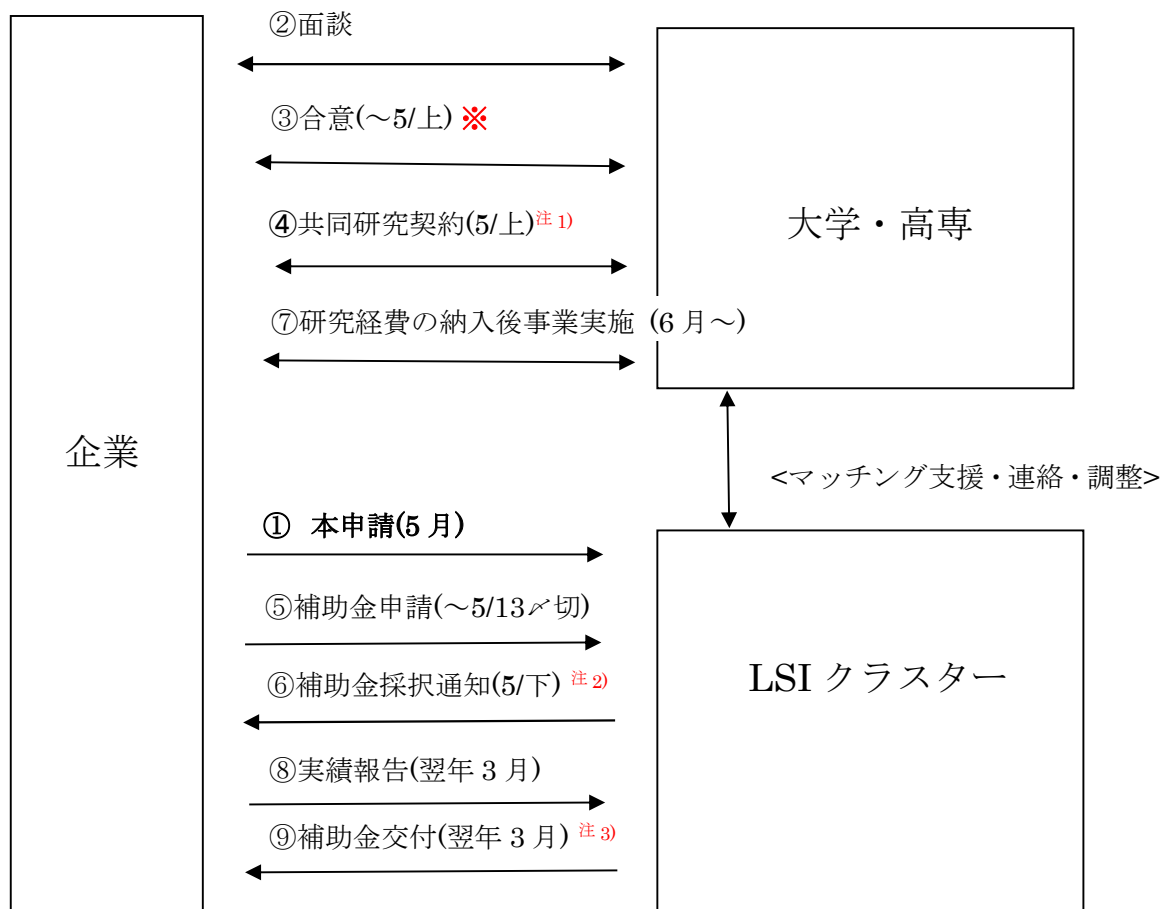 ②面談
③合意(~5/上) ※
④共同研究契約(5/上)注1)
大学・高専
⑦研究経費の納入後事業実施 (6月~)
企業
<マッチング支援・連絡・調整>
① 本申請(5月)
⑤補助金申請(~5/13〆切)
⑥補助金採択通知(5/下) 注2)
LSIクラスター
⑧実績報告(翌年3月)
⑨補助金交付(翌年3月) 注3)